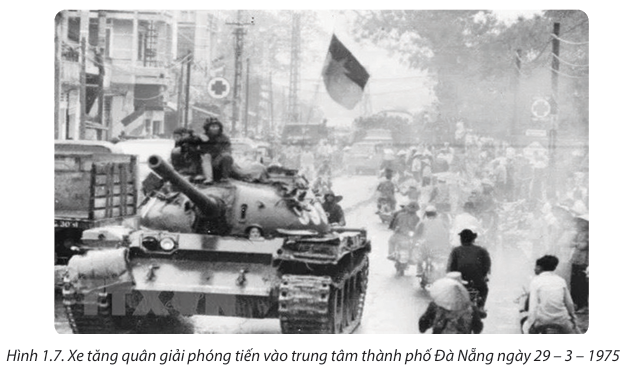 Hình 1.7. Xe tăng quân giải phóng tiến vào trung tâm thành phố Đà Nẵng ngày 29 – 3 – 1975